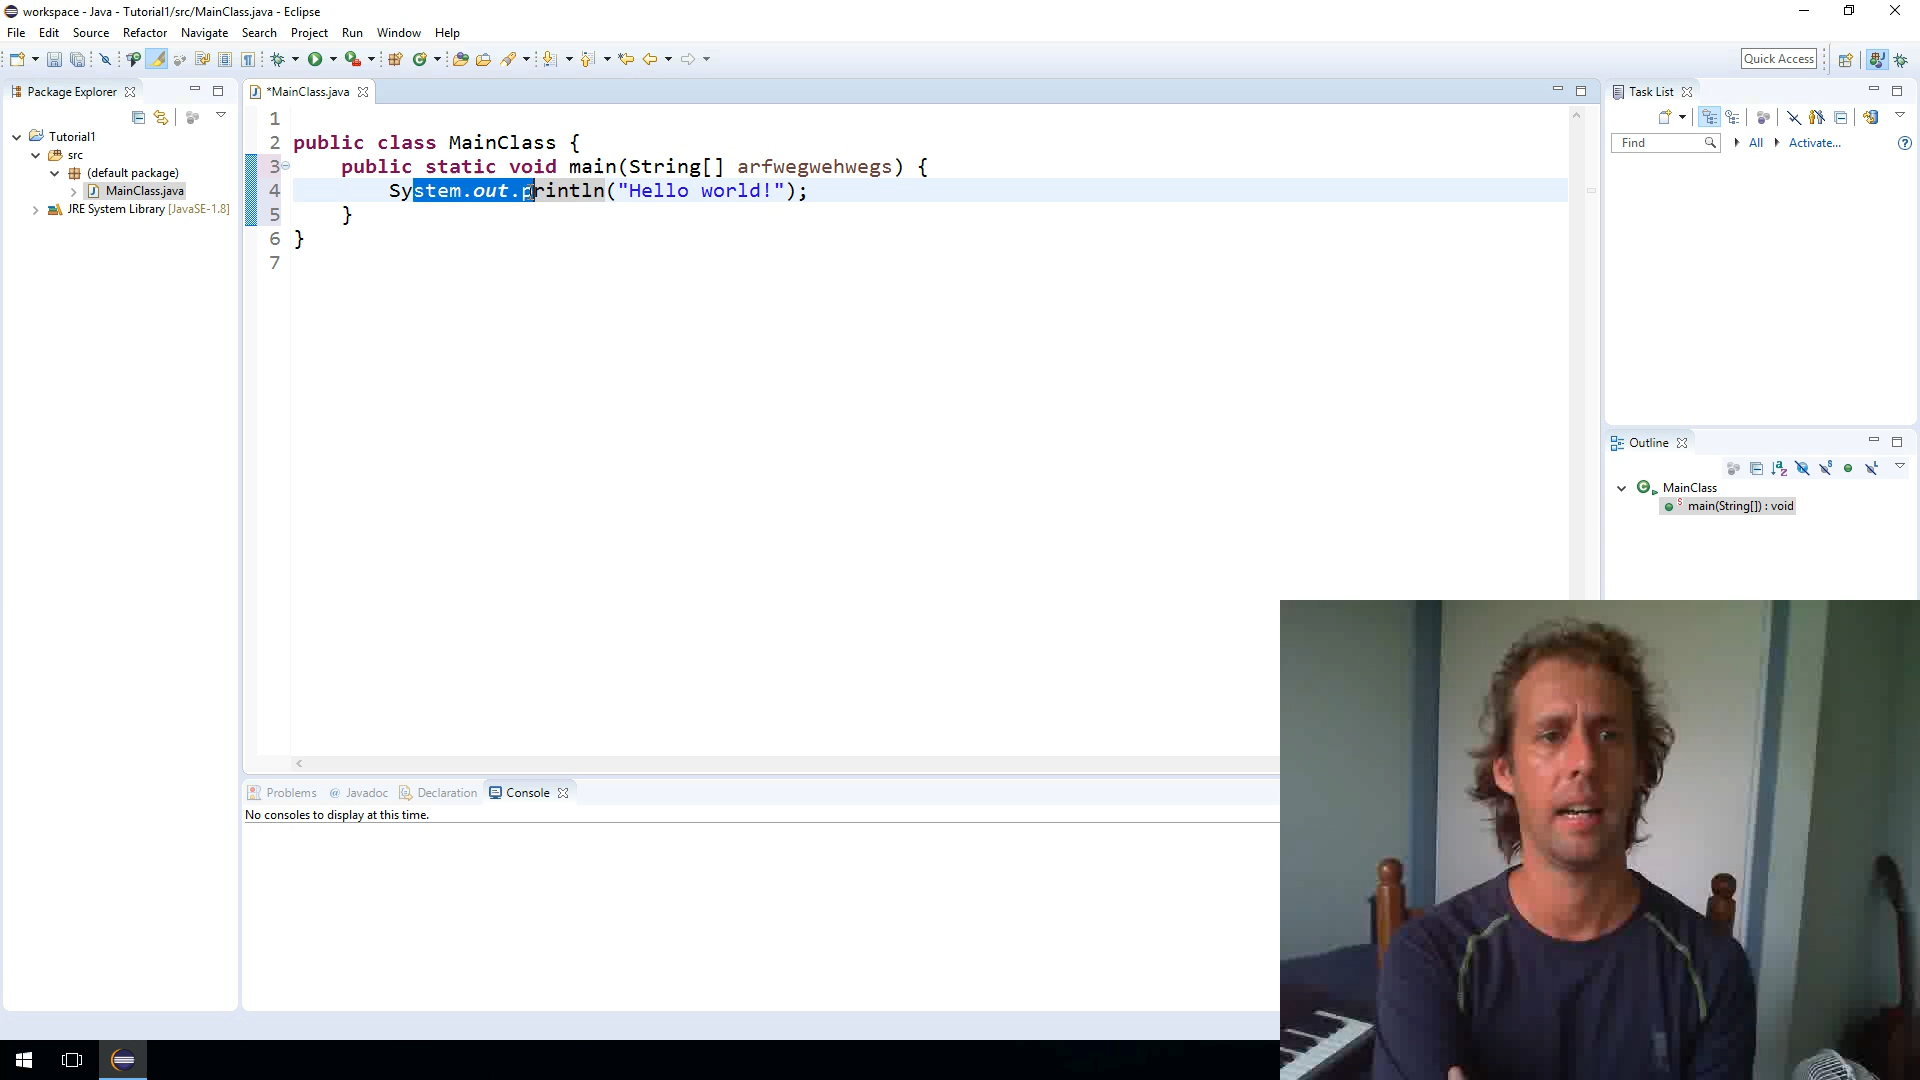 workspace - Java - Tutorial1/src/MainClass.java - Eclipse
File Edit Source Refactor Navigate Search Project Run Window Help
Quick Access
Package Explorer
*MainClass.java
Task List
Tutorial1
src
(default package)
MainClass.java
JRE System Library [JavaSE-1.8]
1
2 public class MainClass {
3 public static void main(String[] arfwegwehwegs) {
4 System.out.println("Hello world!");
5 }
6 }
7
Find All Activate...
Outline
MainClass
main(String[]) : void
Problems Javadoc Declaration Console
No consoles to display at this time.